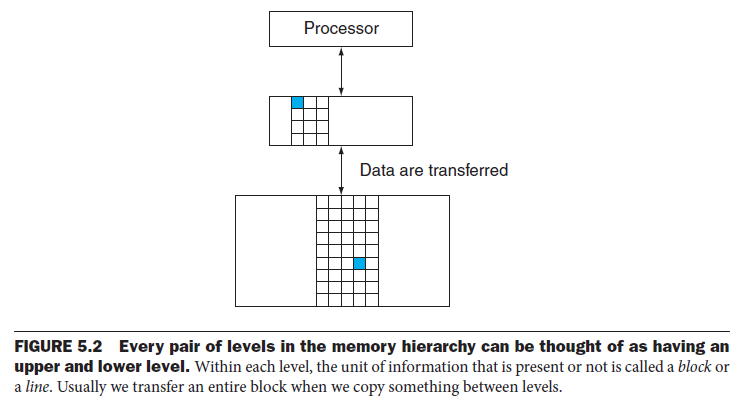 Processor
Data are transferred
FIGURE 5.2 Every pair of levels in the memory hierarchy can be thought of as having an
upper and lower level. Within each level, the unit of information that is present or not is called a block or
a line. Usually we transfer an entire block when we copy something between levels.